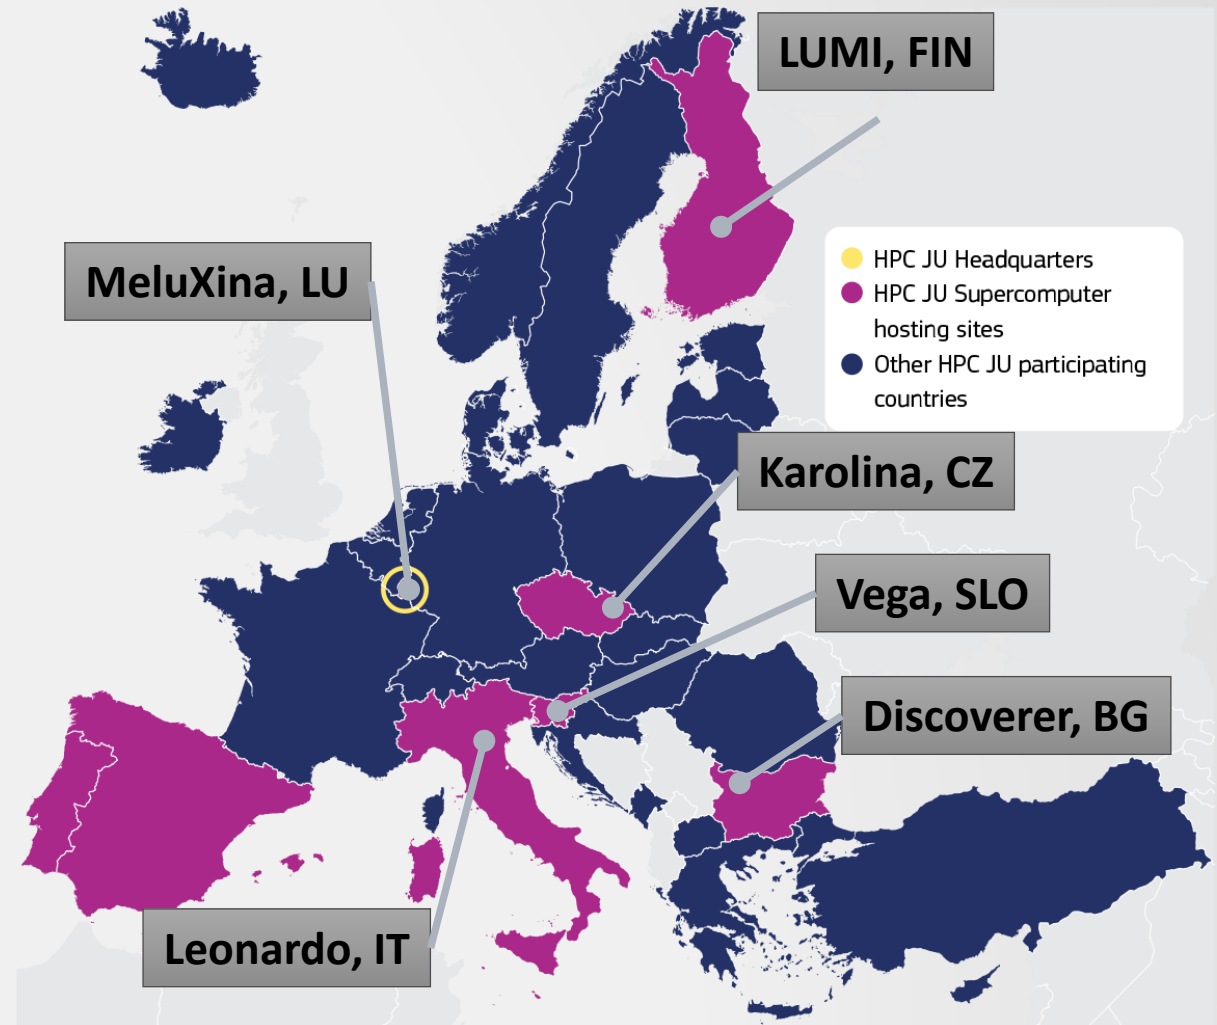 LUMI, FIN
MeluXina, LU
HPC JU Headquarters
HPC JU Supercomputer
hosting sites
Other HPC JU participating
countries
Karolina, CZ
Vega, SLO
Discoverer, BG
Leonardo, IT